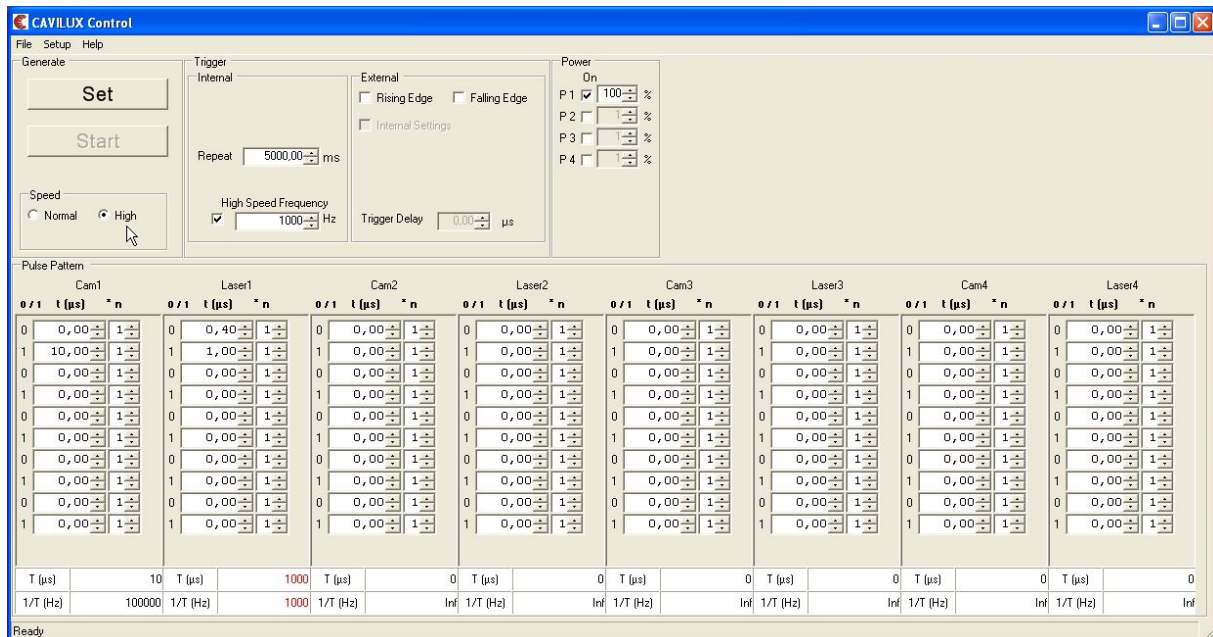 CAVILUX Control
File Setup Help
Generate
Set
Start
Speed
Normal High
Trigger
Internal
Repeat 5000,00 ms
High Speed Frequency
1000 Hz
External
Rising Edge Falling Edge
Internal Settings
Trigger Delay 0,00 µs
Power
On
P 1 100 %
P 2 1 %
P 3 1 %
P 4 1 %
Pulse Pattern
Cam1 Laser1 Cam2 Laser2 Cam3 Laser3 Cam4 Laser4
0 / 1 t (µs) * n 0 / 1 t (µs) * n 0 / 1 t (µs) * n 0 / 1 t (µs) * n 0 / 1 t (µs) * n 0 / 1 t (µs) * n 0 / 1 t (µs) * n 0 / 1 t (µs) * n
0 0,00 1 0 0,40 1 0 0,00 1 0 0,00 1 0 0,00 1 0 0,00 1 0 0,00 1 0 0,00 1
1 10,00 1 1 1,00 1 1 0,00 1 1 0,00 1 1 0,00 1 1 0,00 1 1 0,00 1 1 0,00 1
0 0,00 1 0 0,00 1 0 0,00 1 0 0,00 1 0 0,00 1 0 0,00 1 0 0,00 1 0 0,00 1
1 0,00 1 1 0,00 1 1 0,00 1 1 0,00 1 1 0,00 1 1 0,00 1 1 0,00 1 1 0,00 1
0 0,00 1 0 0,00 1 0 0,00 1 0 0,00 1 0 0,00 1 0 0,00 1 0 0,00 1 0 0,00 1
1 0,00 1 1 0,00 1 1 0,00 1 1 0,00 1 1 0,00 1 1 0,00 1 1 0,00 1 1 0,00 1
0 0,00 1 0 0,00 1 0 0,00 1 0 0,00 1 0 0,00 1 0 0,00 1 0 0,00 1 0 0,00 1
1 0,00 1 1 0,00 1 1 0,00 1 1 0,00 1 1 0,00 1 1 0,00 1 1 0,00 1 1 0,00 1
0 0,00 1 0 0,00 1 0 0,00 1 0 0,00 1 0 0,00 1 0 0,00 1 0 0,00 1 0 0,00 1
1 0,00 1 1 0,00 1 1 0,00 1 1 0,00 1 1 0,00 1 1 0,00 1 1 0,00 1 1 0,00 1
T (µs) 10 T (µs) 1000 T (µs) 0 T (µs) 0 T (µs) 0 T (µs) 0 T (µs) 0 T (µs) 0
1/T (Hz) 100000 1/T (Hz) 1000 1/T (Hz) Inf 1/T (Hz) Inf 1/T (Hz) Inf 1/T (Hz) Inf 1/T (Hz) Inf 1/T (Hz) Inf
Ready